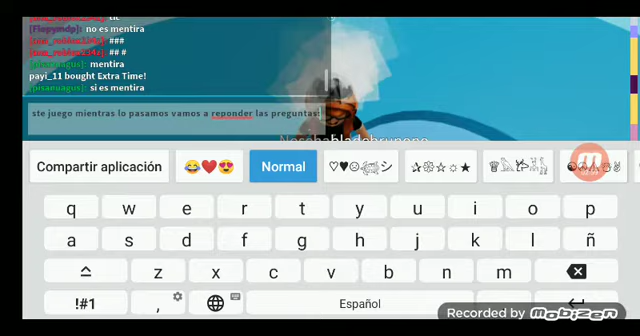 no es mentira
###
## #
mentira
payi_11 bought Extra Time!
si es mentira
ste juego mientras lo pasamos vamos a reponder las preguntas!
Compartir aplicación
Normal
q w e r t y u i o p
a s d f g h j k l ñ
z x c v b n m
!#1 , Español
Recorded by Mobizen